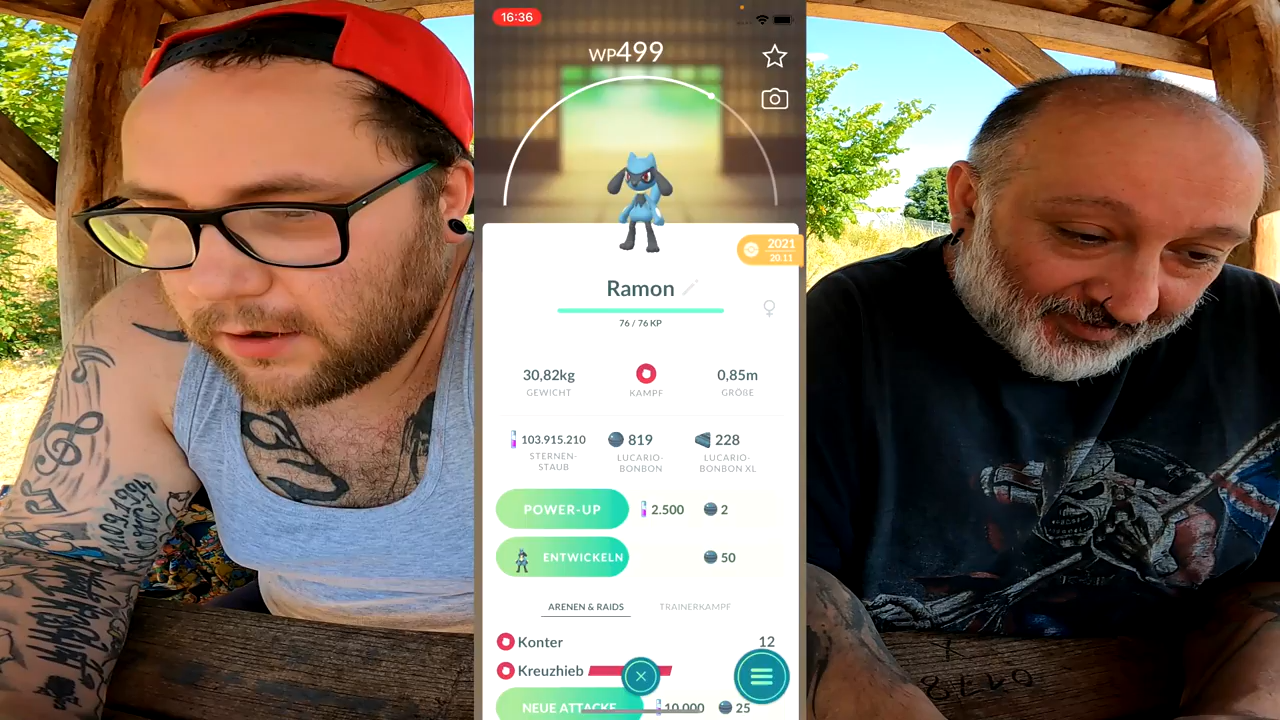 16:36
WP499
2021
20.11
Ramon
76 / 76 KP
30,82kg
GEWICHT
KAMPF
0,85m
GRÖẞE
103.915.210
STERNEN-
STAUB
819
LUCARIO-
BONBON
228
LUCARIO-
BONBON XL
POWER-UP
2.500
2
ENTWICKELN
50
ARENEN & RAIDS
TRAINERKAMPF
Konter
12
Kreuzhieb
NEUE ATTACKE
10.000
25